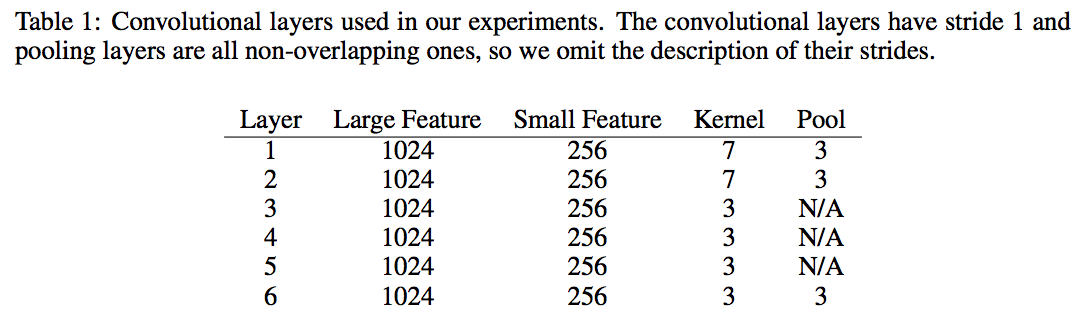 Table 1: Convolutional layers used in our experiments. The convolutional layers have stride 1 and
pooling layers are all non-overlapping ones, so we omit the description of their strides.
Layer Large Feature Small Feature Kernel Pool
1 1024 256 7 3
2 1024 256 7 3
3 1024 256 3 N/A
4 1024 256 3 N/A
5 1024 256 3 N/A
6 1024 256 3 3